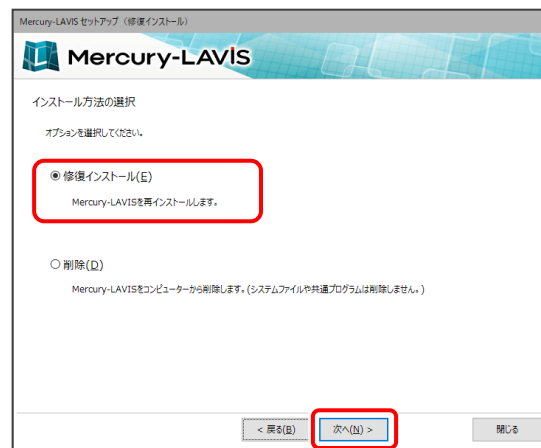 Mercury-LAVIS セットアップ（修復インストール）
Mercury-LAVIS
インストール方法の選択
オプションを選択してください。
修復インストール(E)
Mercury-LAVISを再インストールします。
削除(D)
Mercury-LAVISをコンピューターから削除します。(システムファイルや共通プログラムは削除しません。)
< 戻る(B) 次へ(N) > 閉じる